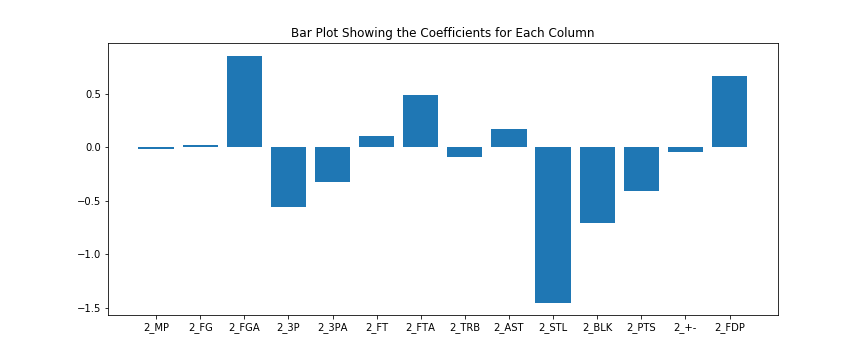 Bar Plot Showing the Coefficients for Each Column
0.5
0.0
−0.5
−1.0
−1.5
2_MP 2_FG 2_FGA 2_3P 2_3PA 2_FT 2_FTA 2_TRB 2_AST 2_STL 2_BLK 2_PTS 2_+- 2_FDP